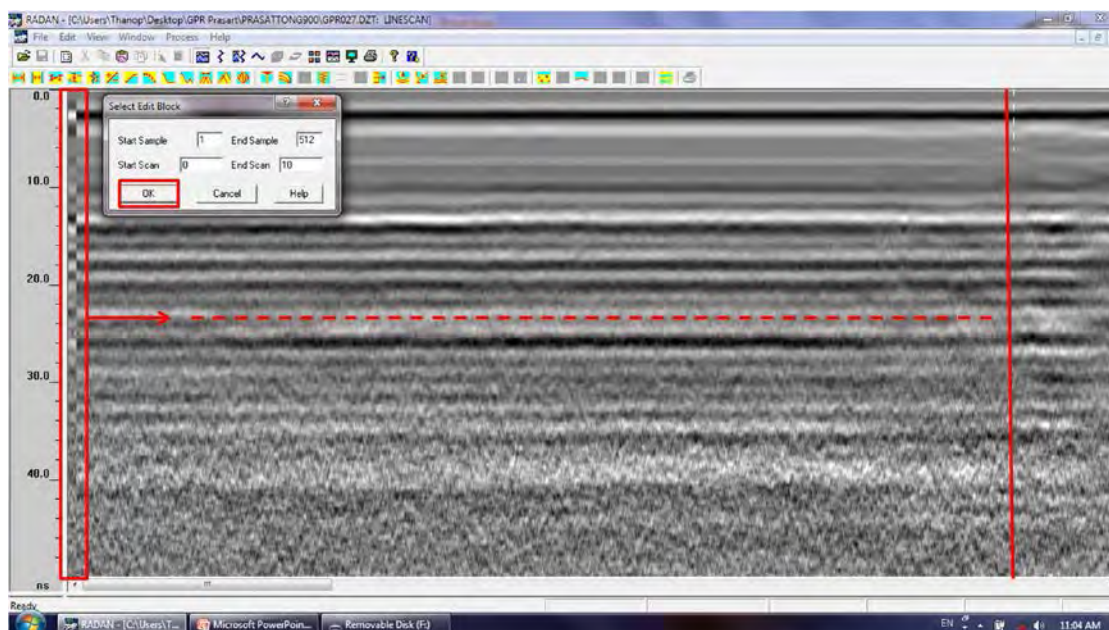 RADAN - [C:\Users\Thanop\Desktop\GPR Prasart\PRASATTONG900\GPR027.DZT: LINESCAN]
File Edit View Window Process Help
Select Edit Block
Start Sample 1 End Sample 512
Start Scan 0 End Scan 10
OK Cancel Help
0.0
10.0
20.0
30.0
40.0
ns
Ready
RADAN - [C:\Users\T... Microsoft PowerPoin... Removable Disk (F:) EN 11:04 AM